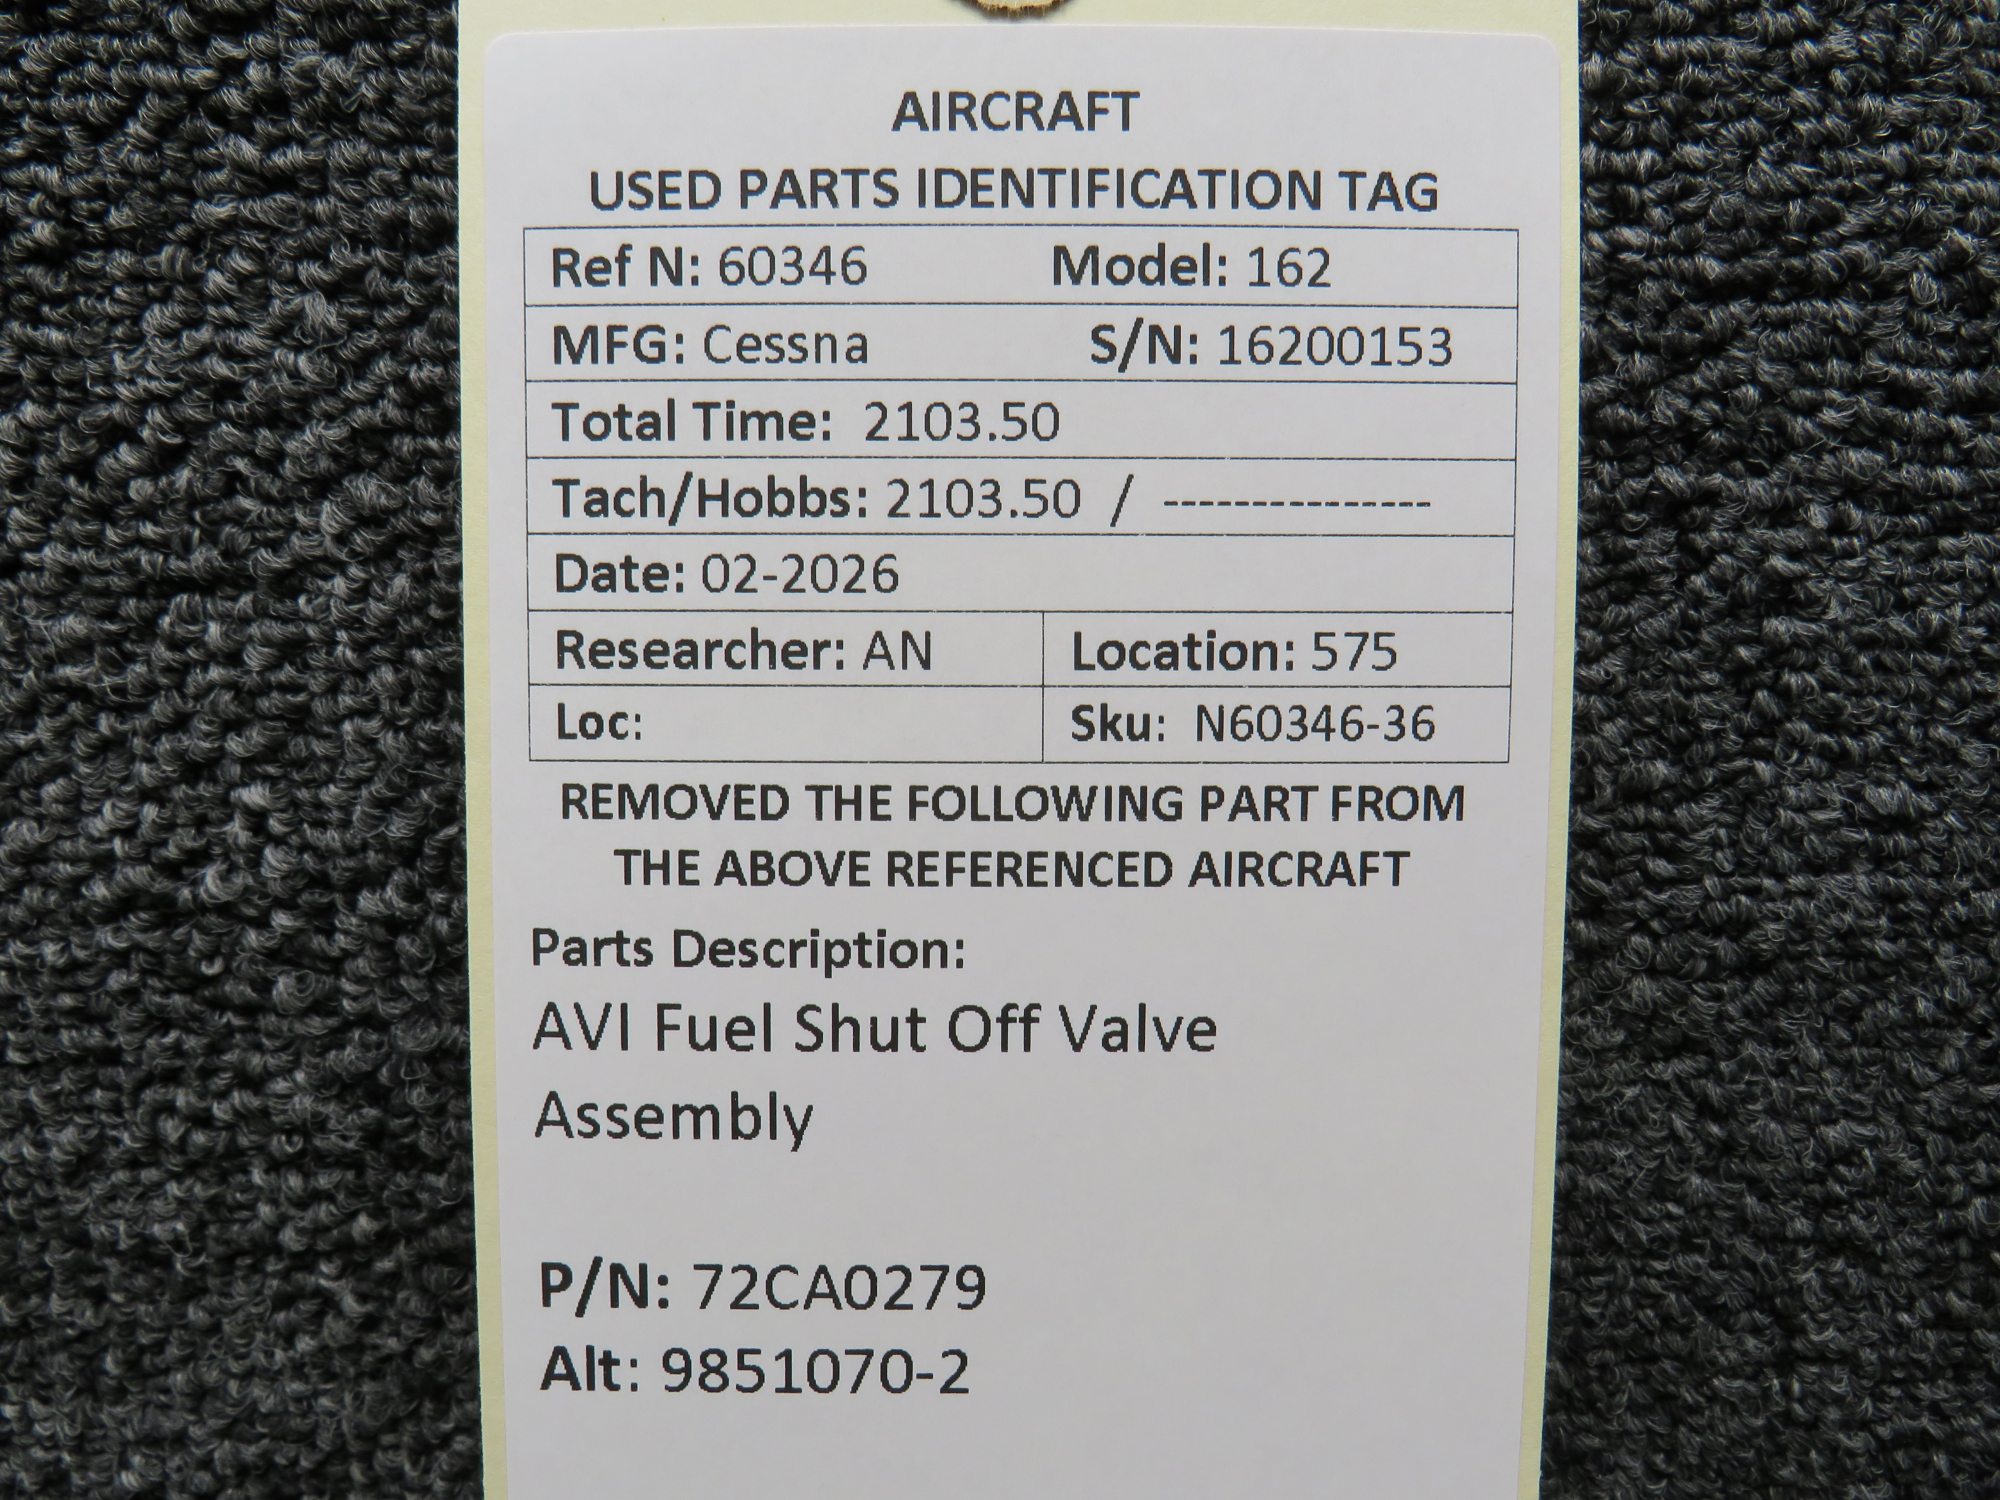 AIRCRAFT
USED PARTS IDENTIFICATION TAG
Ref N: 60346 Model: 162
MFG: Cessna S/N: 16200153
Total Time: 2103.50
Tach/Hobbs: 2103.50 / ---------------
Date: 02-2026
Researcher: AN Location: 575
Loc: Sku: N60346-36
REMOVED THE FOLLOWING PART FROM
THE ABOVE REFERENCED AIRCRAFT
Parts Description:
AVI Fuel Shut Off Valve
Assembly
P/N: 72CA0279
Alt: 9851070-2